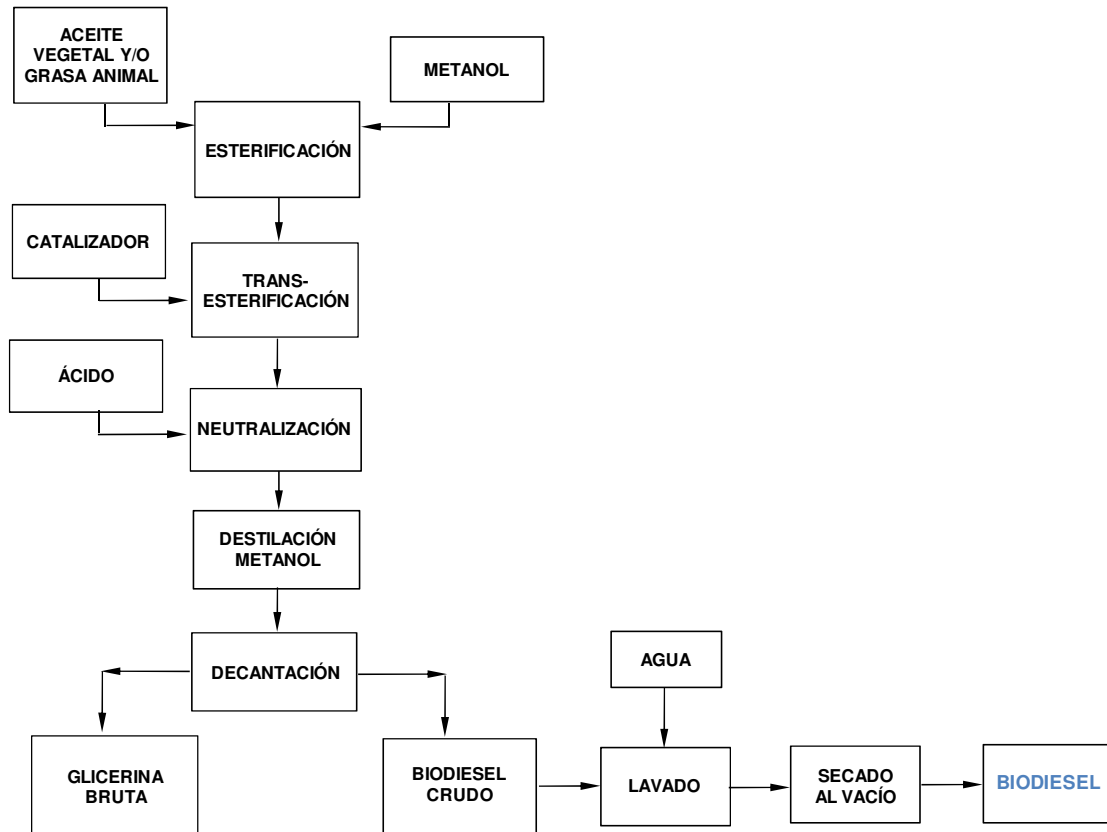 ACEITE
VEGETAL Y/O
GRASA ANIMAL
METANOL
ESTERIFICACIÓN
CATALIZADOR
TRANS-
ESTERIFICACIÓN
ÁCIDO
NEUTRALIZACIÓN
DESTILACIÓN
METANOL
DECANTACIÓN
AGUA
GLICERINA
BRUTA
BIODIESEL
CRUDO
LAVADO
SECADO
AL VACÍO
BIODIESEL